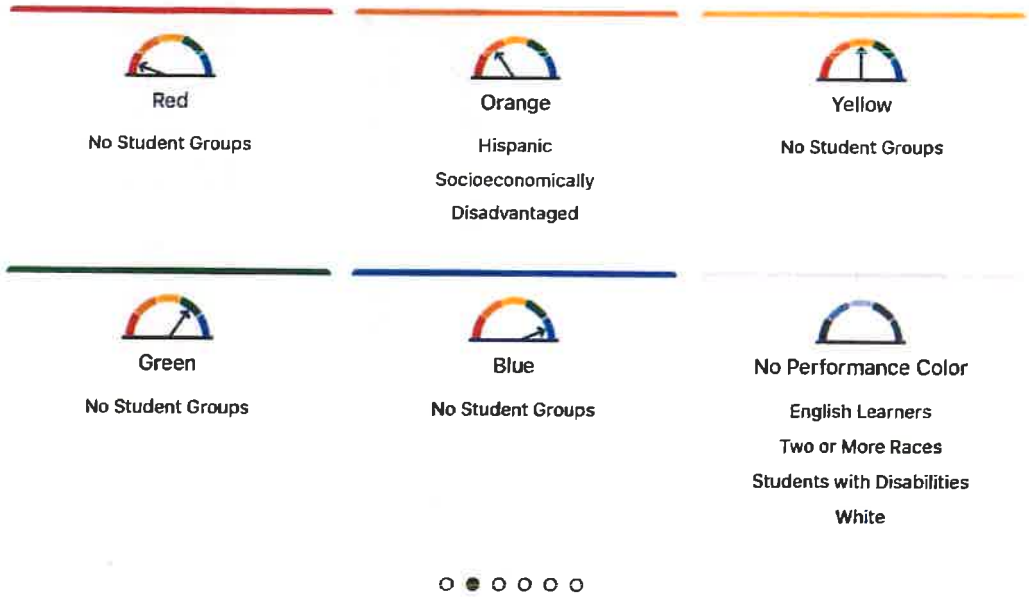 Red
No Student Groups
Orange
Hispanic
Socioeconomically
Disadvantaged
Yellow
No Student Groups
Green
No Student Groups
Blue
No Student Groups
No Performance Color
English Learners
Two or More Races
Students with Disabilities
White